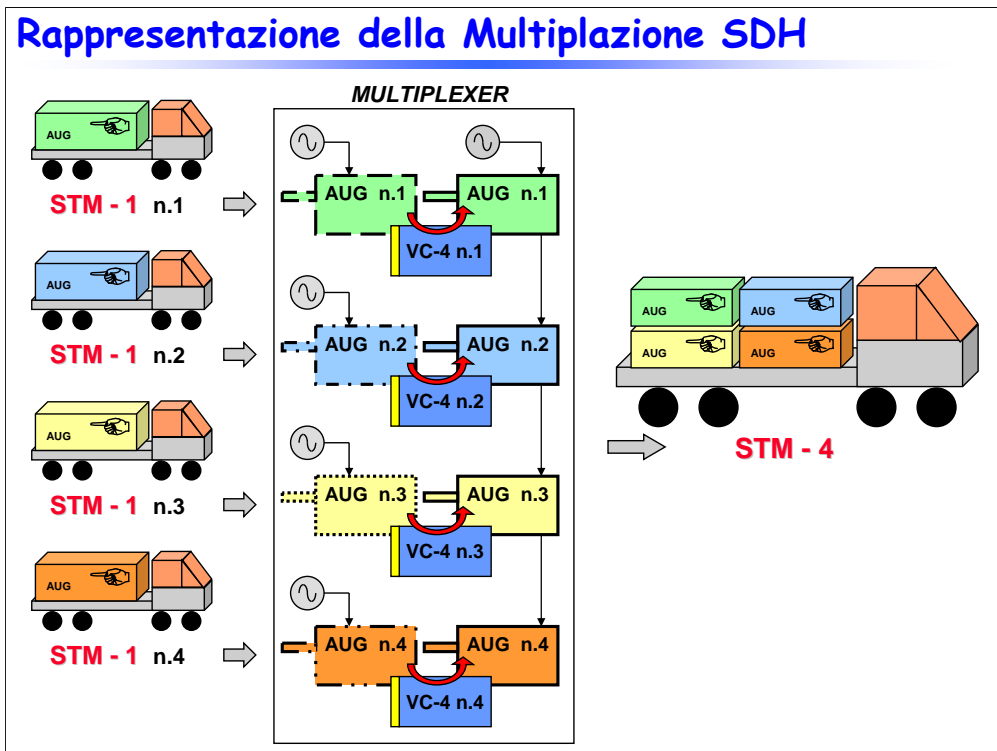 Rappresentazione della Multiplazione SDH
MULTIPLEXER
AUG
STM - 1 n.1
AUG
STM - 1 n.2
AUG
STM - 1 n.3
AUG
STM - 1 n.4
AUG n.1
AUG n.1
VC-4 n.1
AUG n.2
AUG n.2
VC-4 n.2
AUG n.3
AUG n.3
VC-4 n.3
AUG n.4
AUG n.4
VC-4 n.4
AUG
AUG
AUG
AUG
STM - 4